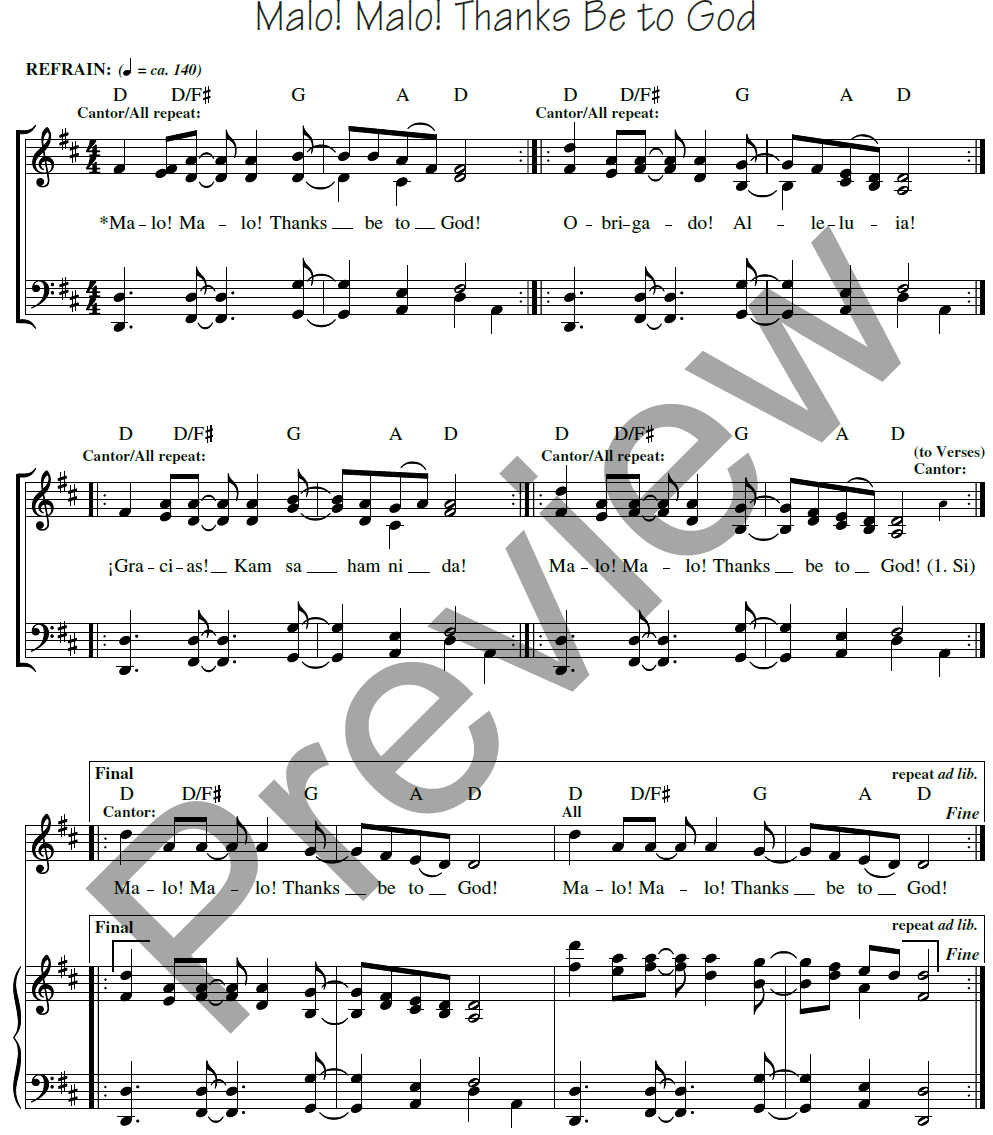 Malo! Malo! Thanks Be to God
REFRAIN: (♩ = ca. 140)
D D/F♯ G A D D D/F♯ G A D
Cantor/All repeat: Cantor/All repeat:
4 4
*Ma - lo! Ma - lo! Thanks __ be to __ God! O - bri - ga - do! Al - le - lu - ia!
4 4
D D/F♯ G A D D D/F♯ G A D (to Verses)
Cantor/All repeat: Cantor/All repeat: Cantor:
¡Gra - ci - as! __ Kam sa __ ham ni __ da! Ma - lo! Ma - lo! Thanks __ be to __ God! (1. Si)
Preview
Final repeat ad lib.
D D/F♯ G A D D D/F♯ G A D
Cantor: All Fine
Ma - lo! Ma - lo! Thanks __ be to __ God! Ma - lo! Ma - lo! Thanks __ be to __ God!
Final repeat ad lib.
Fine